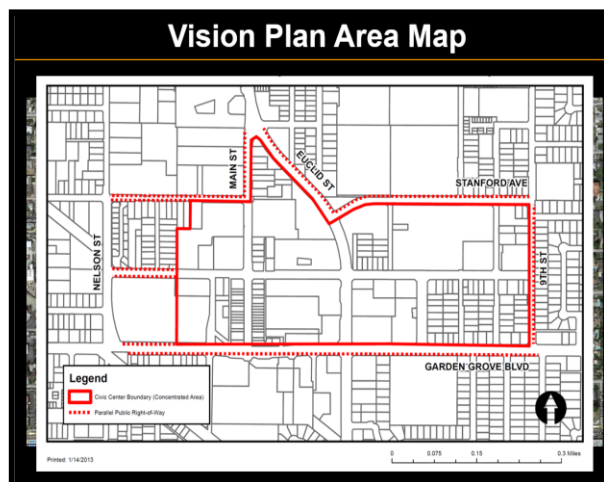 Vision Plan Area Map
MAIN ST
EUCLID ST
STANFORD AVE
NELSON ST
9TH ST
GARDEN GROVE BLVD
Legend
Civic Center Boundary (Concentrated Area)
Parallel Public Right-of-Way
Printed: 1/14/2013
0 0.075 0.15 0.3 Miles